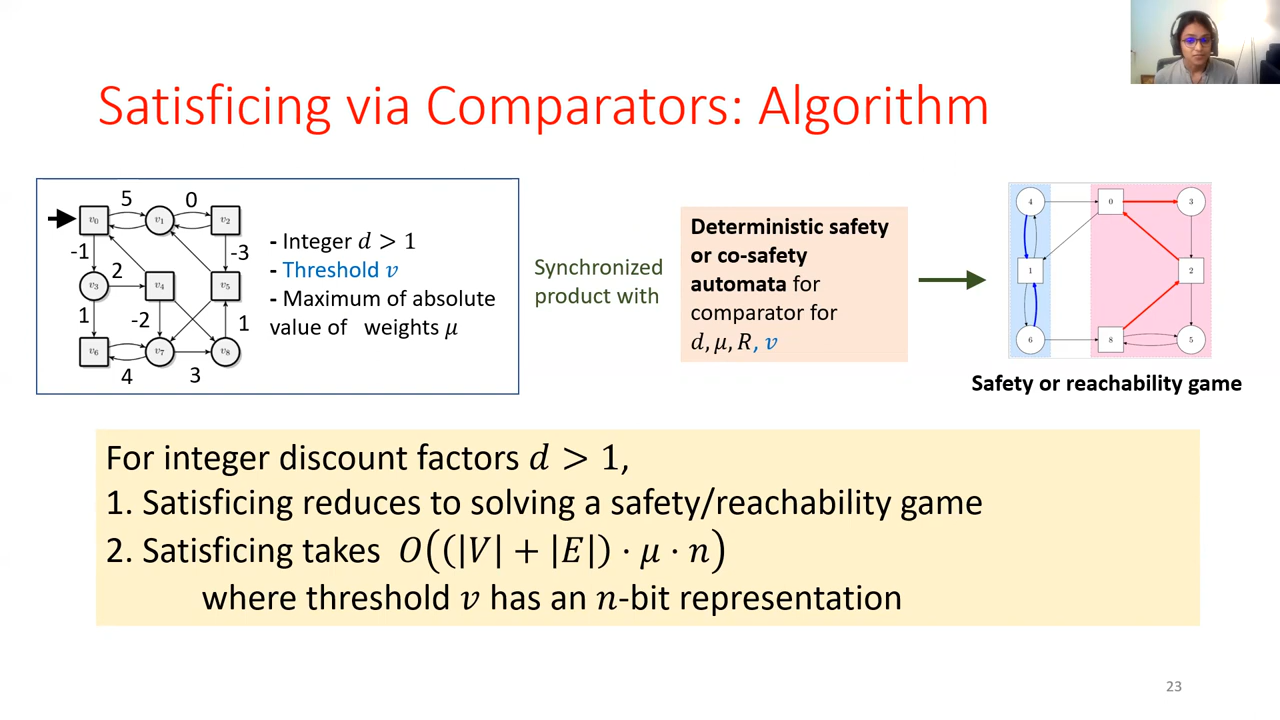 Satisficing via Comparators: Algorithm
5 0
v0 v1 v2
-1 2 -3
v3 v4 v5
1 -2 1
v6 v7 v8
4 3
- Integer d > 1
- Threshold v
- Maximum of absolute
value of weights μ
Synchronized
product with
Deterministic safety
or co-safety
automata for
comparator for
d, μ, R, v
4 0 3
1 2
6 8 5
Safety or reachability game
For integer discount factors d > 1,
1. Satisficing reduces to solving a safety/reachability game
2. Satisficing takes O((|V| + |E|) · μ · n)
where threshold v has an n-bit representation
23